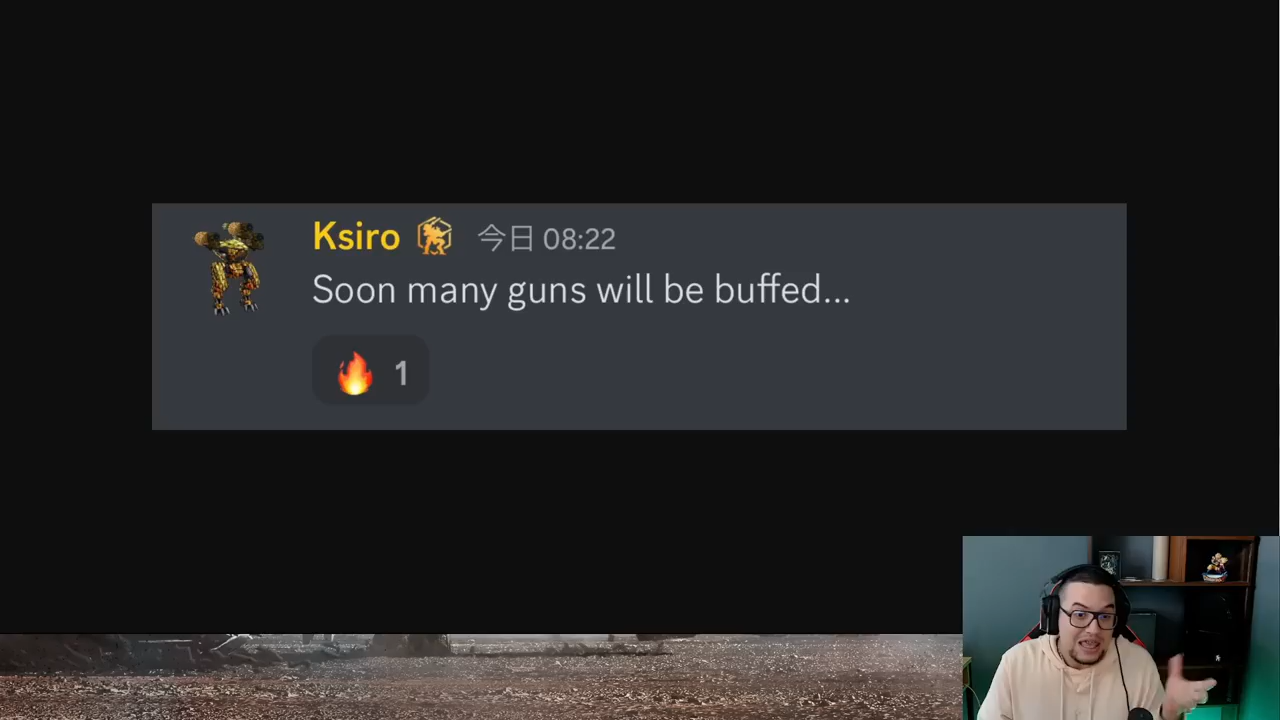 Ksiro 今日 08:22
Soon many guns will be buffed...
1